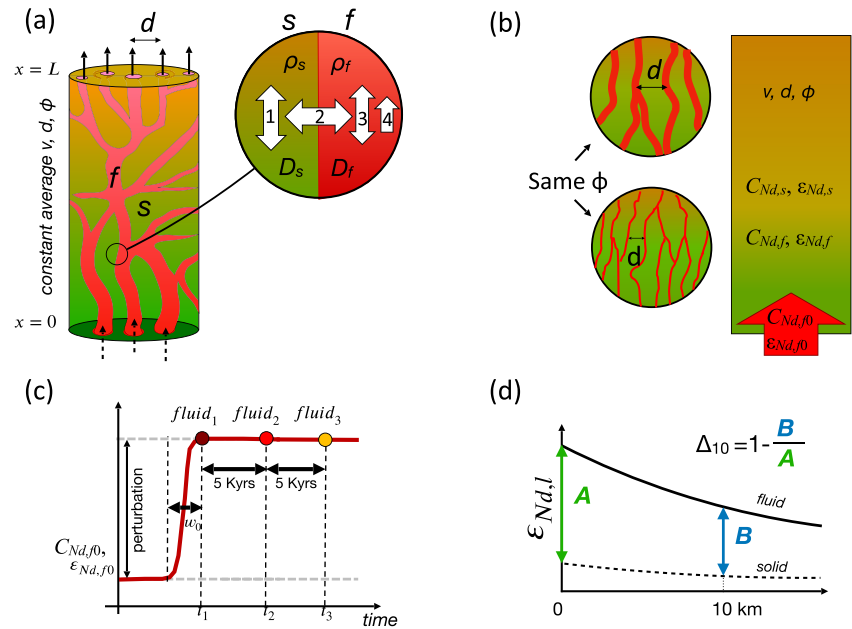 (a)
d
x = L
constant average v, d, ϕ
f
s
x = 0
s
f
ρs
ρf
1
2
3
4
Ds
Df
(b)
d
Same ϕ
d
v, d, ϕ
CNd,s, εNd,s
CNd,f, εNd,f
CNd,f0
εNd,f0
(c)
fluid1
fluid2
fluid3
5 Kyrs
5 Kyrs
perturbation
w0
CNd,f0,
εNd,f0
t1
t2
t3
time
(d)
Δ10 =1- B
A
εNd,l
A
fluid
B
solid
0
10 km